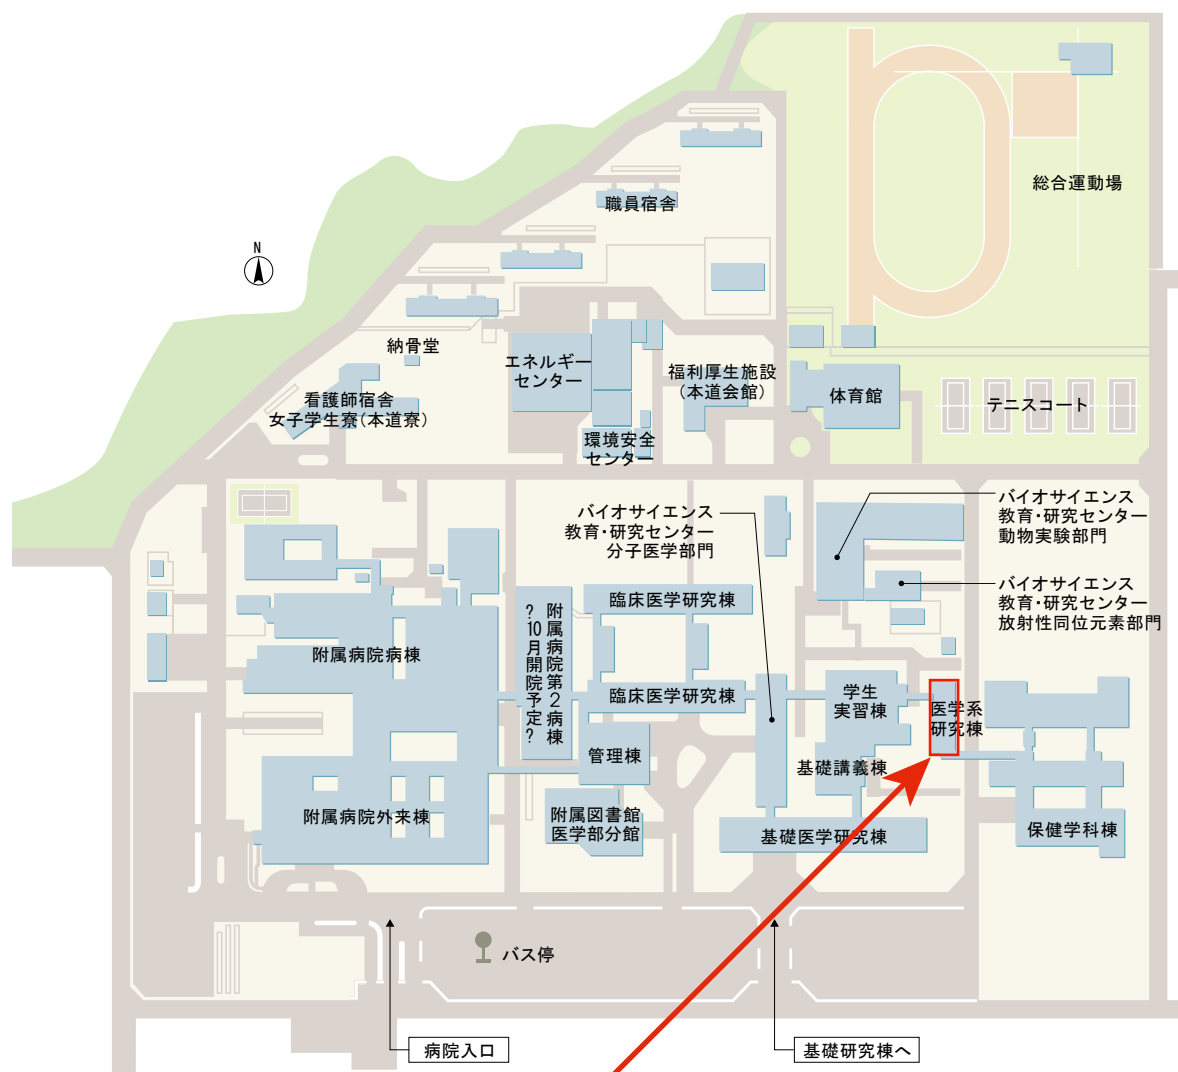 N
総合運動場
職員宿舎
納骨堂
エネルギー
センター
福利厚生施設
(本道会館)
体育館
テニスコート
看護師宿舎
女子学生寮(本道寮)
環境安全
センター
バイオサイエンス
教育・研究センター
分子医学部門
バイオサイエンス
教育・研究センター
動物実験部門
バイオサイエンス
教育・研究センター
放射性同位元素部門
附属病院病棟
附属病院第2病棟
?10月開院予定?
臨床医学研究棟
臨床医学研究棟
学生
実習棟
医学系
研究棟
管理棟
基礎講義棟
附属病院外来棟
附属図書館
医学部分館
基礎医学研究棟
保健学科棟
バス停
病院入口
基礎研究棟へ